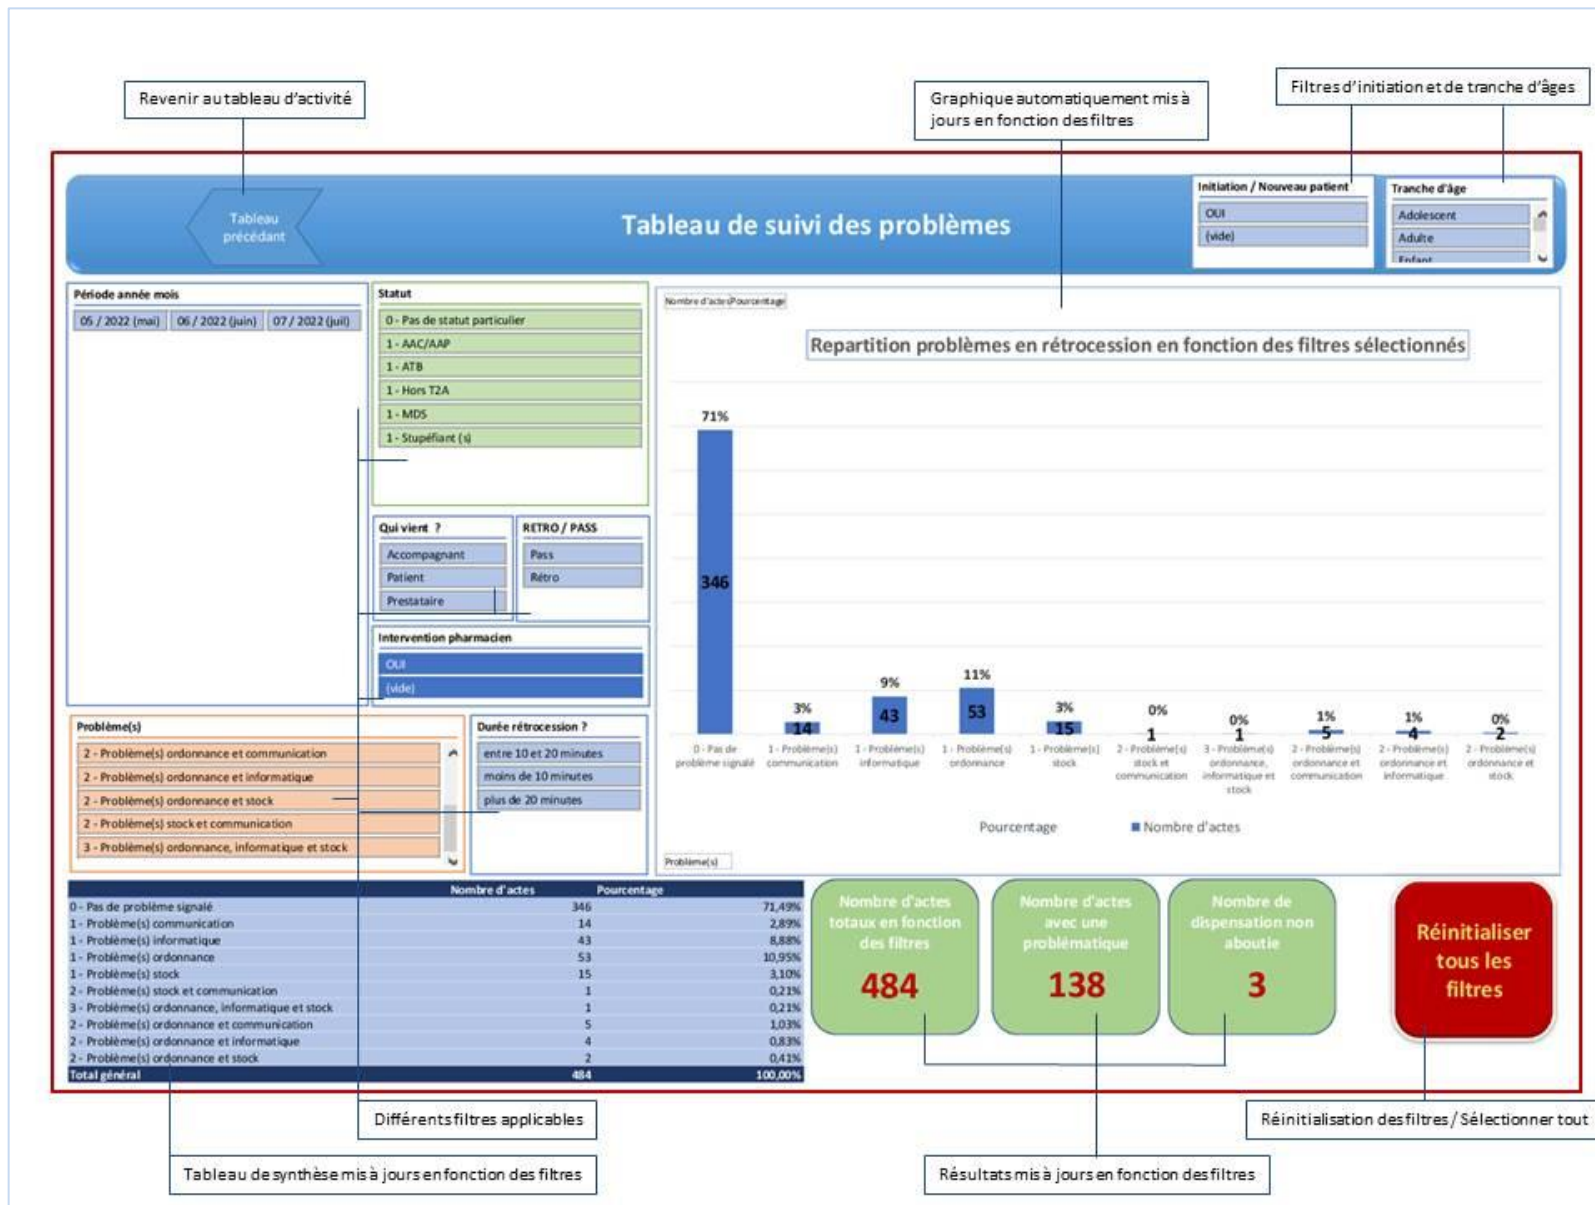 Revenir au tableau d'activité
Graphique automatiquement mis à
jours en fonction des filtres
Filtres d'initiation et de tranche d'âges
Tableau
précédant
Tableau de suivi des problèmes
Initiation / Nouveau patient
OUI
(vide)
Tranche d'âge
Adolescent
Adulte
Enfant
Période année mois
05 / 2022 (mai)
06 / 2022 (juin)
07 / 2022 (juil)
Statut
0 - Pas de statut particulier
1 - AAC/AAP
1 - ATB
1 - Hors T2A
1 - MDS
1 - Stupéfiant (s)
Qui vient ?
Accompagnant
Patient
Prestataire
RETRO / PASS
Pass
Rétro
Intervention pharmacien
OUI
(vide)
Problème(s)
2 - Problème(s) ordonnance et communication
2 - Problème(s) ordonnance et informatique
2 - Problème(s) ordonnance et stock
2 - Problème(s) stock et communication
3 - Problème(s) ordonnance, informatique et stock
Durée rétrocession ?
entre 10 et 20 minutes
moins de 10 minutes
plus de 20 minutes
Nombre d'actes Pourcentage
Repartition problèmes en rétrocession en fonction des filtres sélectionnés
71%
346
3%
14
9%
43
11%
53
3%
15
0%
1
0%
1
1%
5
1%
4
0%
2
0 - Pas de
problème signalé
1 - Problème(s)
communication
1 - Problème(s)
informatique
1 - Problème(s)
ordonnance
1 - Problème(s)
stock
2 - Problème(s)
stock et
communication
3 - Problème(s)
ordonnance,
informatique et
stock
2 - Problème(s)
ordonnance et
communication
2 - Problème(s)
ordonnance et
informatique
2 - Problème(s)
ordonnance et
stock
Pourcentage
Nombre d'actes
Problème(s)
Nombre d'actes Pourcentage
0 - Pas de problème signalé 346 71,49%
1 - Problème(s) communication 14 2,89%
1 - Problème(s) informatique 43 8,88%
1 - Problème(s) ordonnance 53 10,95%
1 - Problème(s) stock 15 3,10%
2 - Problème(s) stock et communication 1 0,21%
3 - Problème(s) ordonnance, informatique et stock 1 0,21%
2 - Problème(s) ordonnance et communication 5 1,03%
2 - Problème(s) ordonnance et informatique 4 0,83%
2 - Problème(s) ordonnance et stock 2 0,41%
Total général 484 100,00%
Nombre d'actes
totaux en fonction
des filtres
484
Nombre d'actes
avec une
problématique
138
Nombre de
dispensation non
aboutie
3
Réinitialiser
tous les
filtres
Différents filtres applicables
Réinitialisation des filtres / Sélectionner tout
Tableau de synthèse mis à jours en fonction des filtres
Résultats mis à jours en fonction des filtres